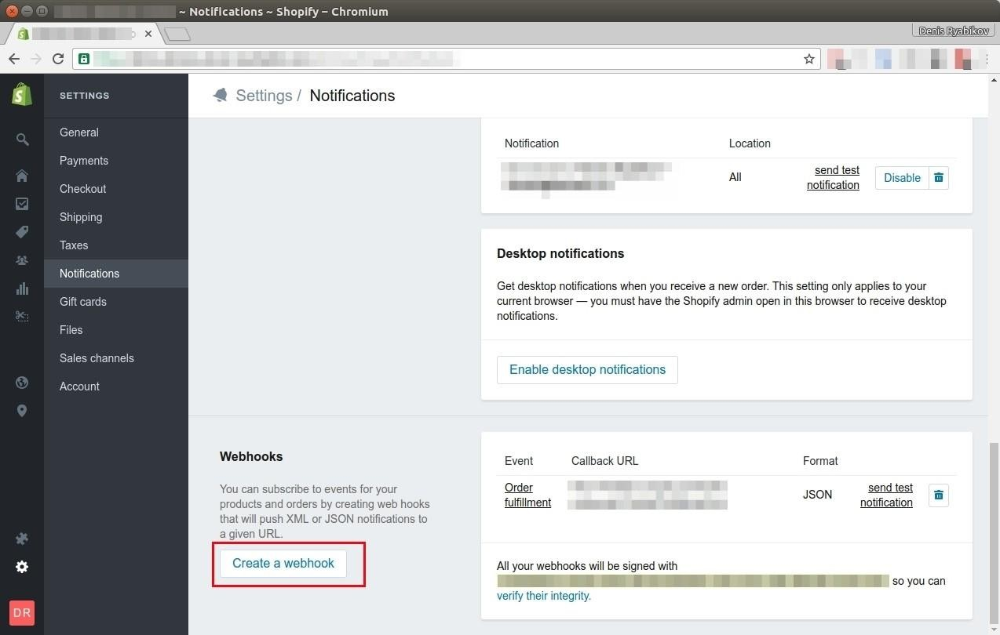 ~ Notifications ~ Shopify – Chromium
Denis Ryabikov
SETTINGS
General
Payments
Checkout
Shipping
Taxes
Notifications
Gift cards
Files
Sales channels
Account
DR
Settings / Notifications
Notification Location
All send test notification Disable
Desktop notifications
Get desktop notifications when you receive a new order. This setting only applies to your
current browser — you must have the Shopify admin open in this browser to receive desktop
notifications.
Enable desktop notifications
Webhooks
You can subscribe to events for your
products and orders by creating web hooks
that will push XML or JSON notifications to
a given URL.
Create a webhook
Event Callback URL Format
Order fulfillment JSON send test notification
All your webhooks will be signed with
so you can
verify their integrity.